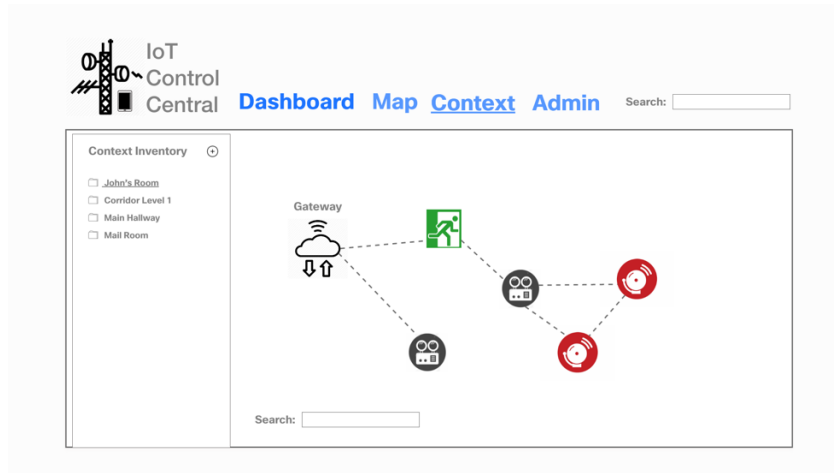 IoT
Control
Central
Dashboard Map Context Admin Search:
Context Inventory
John's Room
Corridor Level 1
Main Hallway
Mail Room
Gateway
Search: